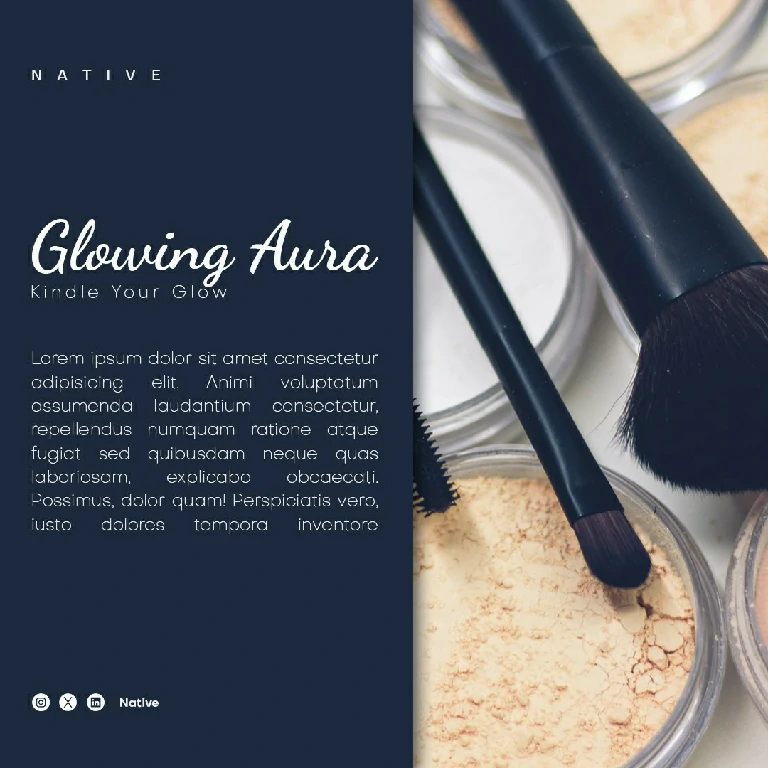 NATIVE
Glowing Aura
Kindle Your Glow
Lorem ipsum dolor sit amet consectetur
adipisicing elit. Animi voluptatum
assumenda laudantium consectetur,
repellendus numquam ratione atque
fugiat sed quibusdam neque quas
laboriosam, explicabo obcaecati.
Possimus, dolor quam! Perspiciatis vero,
iusto dolores tempora inventore
Native